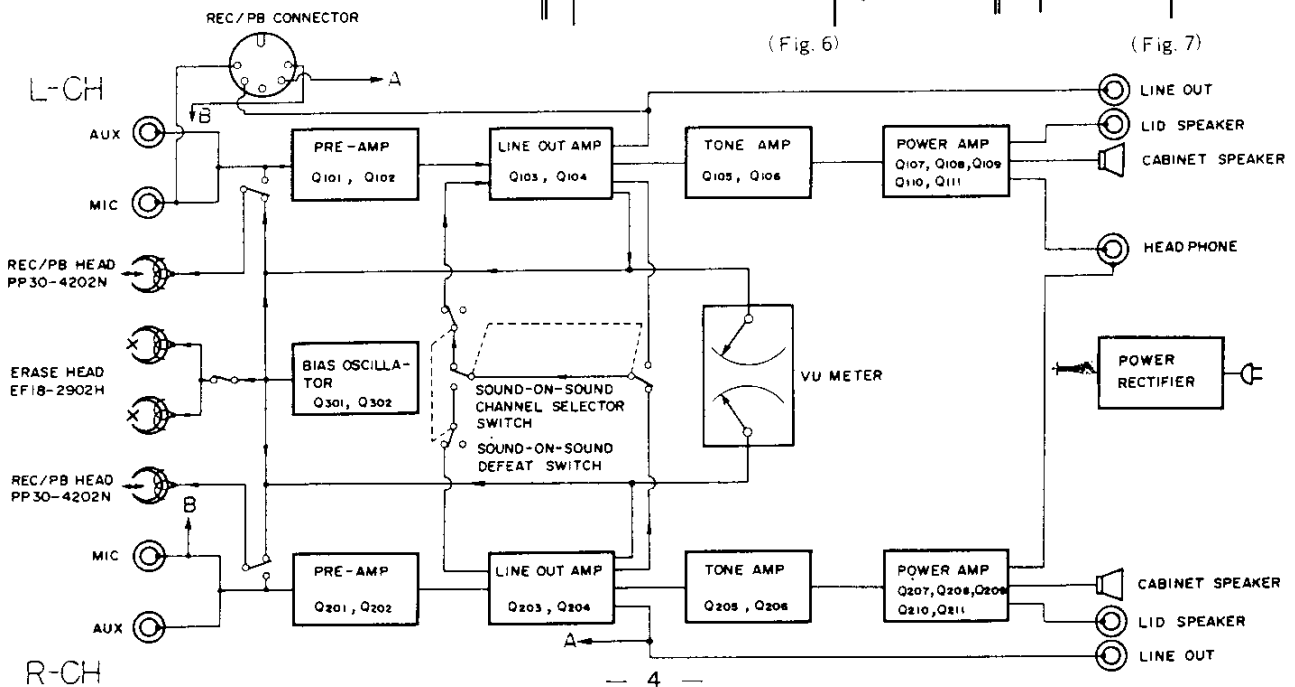 (Fig. 6)
(Fig. 7)
REC/PB CONNECTOR
L-CH
A
B
AUX
MIC
PRE-AMP
Q101, Q102
LINE OUT AMP
Q103, Q104
TONE AMP
Q105, Q106
POWER AMP
Q107, Q108, Q109
Q110, Q111
LINE OUT
LID SPEAKER
CABINET SPEAKER
HEADPHONE
REC/PB HEAD
PP30-4202N
ERASE HEAD
EF18-2902H
BIAS OSCILLA-
TOR
Q301, Q302
SOUND-ON-SOUND
CHANNEL SELECTOR
SWITCH
SOUND-ON-SOUND
DEFEAT SWITCH
VU METER
POWER
RECTIFIER
REC/PB HEAD
PP30-4202N
B
MIC
AUX
PRE-AMP
Q201, Q202
LINE OUT AMP
Q203, Q204
TONE AMP
Q205, Q206
POWER AMP
Q207, Q208, Q209
Q210, Q211
CABINET SPEAKER
LID SPEAKER
LINE OUT
A
R-CH
— 4 —